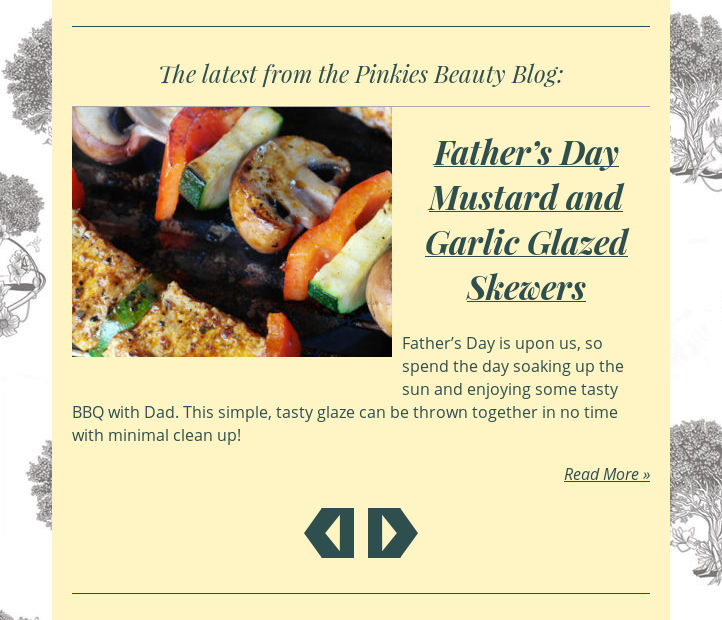 The latest from the Pinkies Beauty Blog:
Father’s Day
Mustard and
Garlic Glazed
Skewers
Father’s Day is upon us, so
spend the day soaking up the
sun and enjoying some tasty
BBQ with Dad. This simple, tasty glaze can be thrown together in no time
with minimal clean up!
Read More »